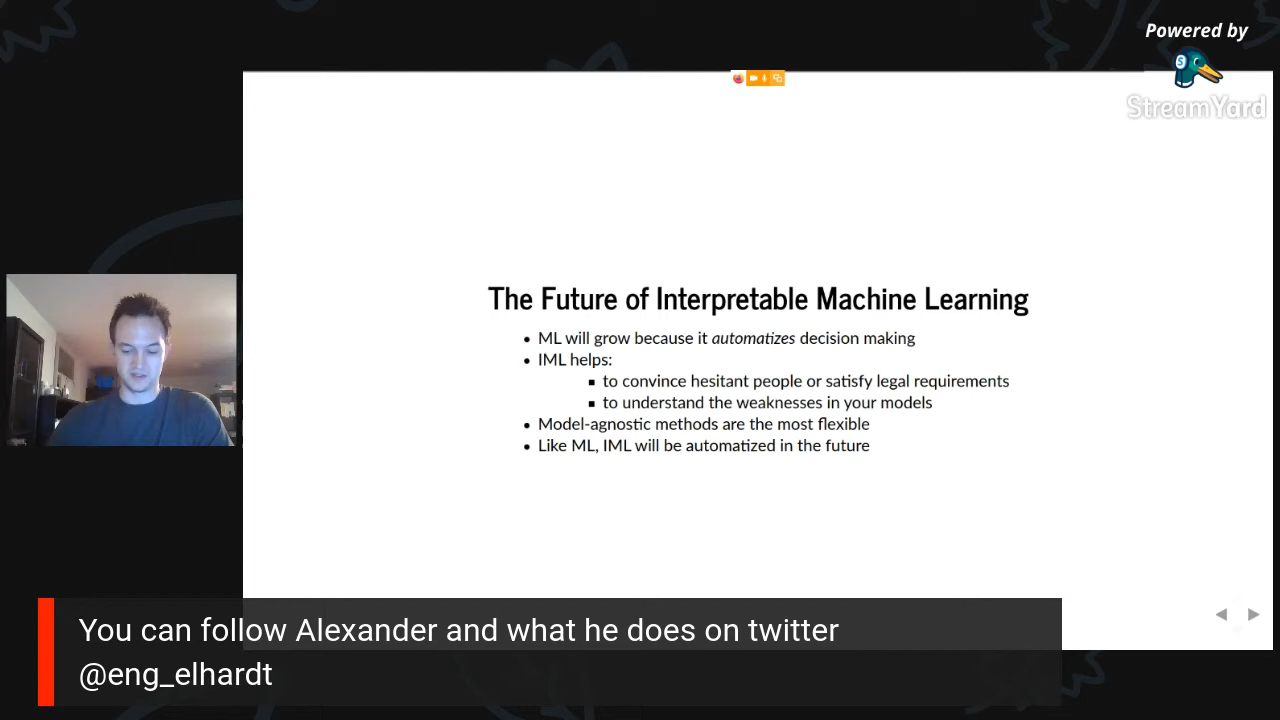 Powered by
StreamYard
The Future of Interpretable Machine Learning
ML will grow because it automatizes decision making
IML helps:
to convince hesitant people or satisfy legal requirements
to understand the weaknesses in your models
Model-agnostic methods are the most flexible
Like ML, IML will be automatized in the future
You can follow Alexander and what he does on twitter
@eng_elhardt